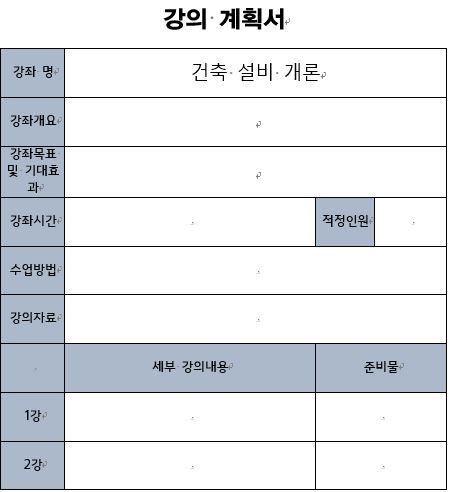 강의 계획서
강좌 명
건축 설비 개론
강좌개요
강좌목표
및 기대효
과
강좌시간
적정인원
수업방법
강의자료
세부 강의내용
준비물
1강
2강